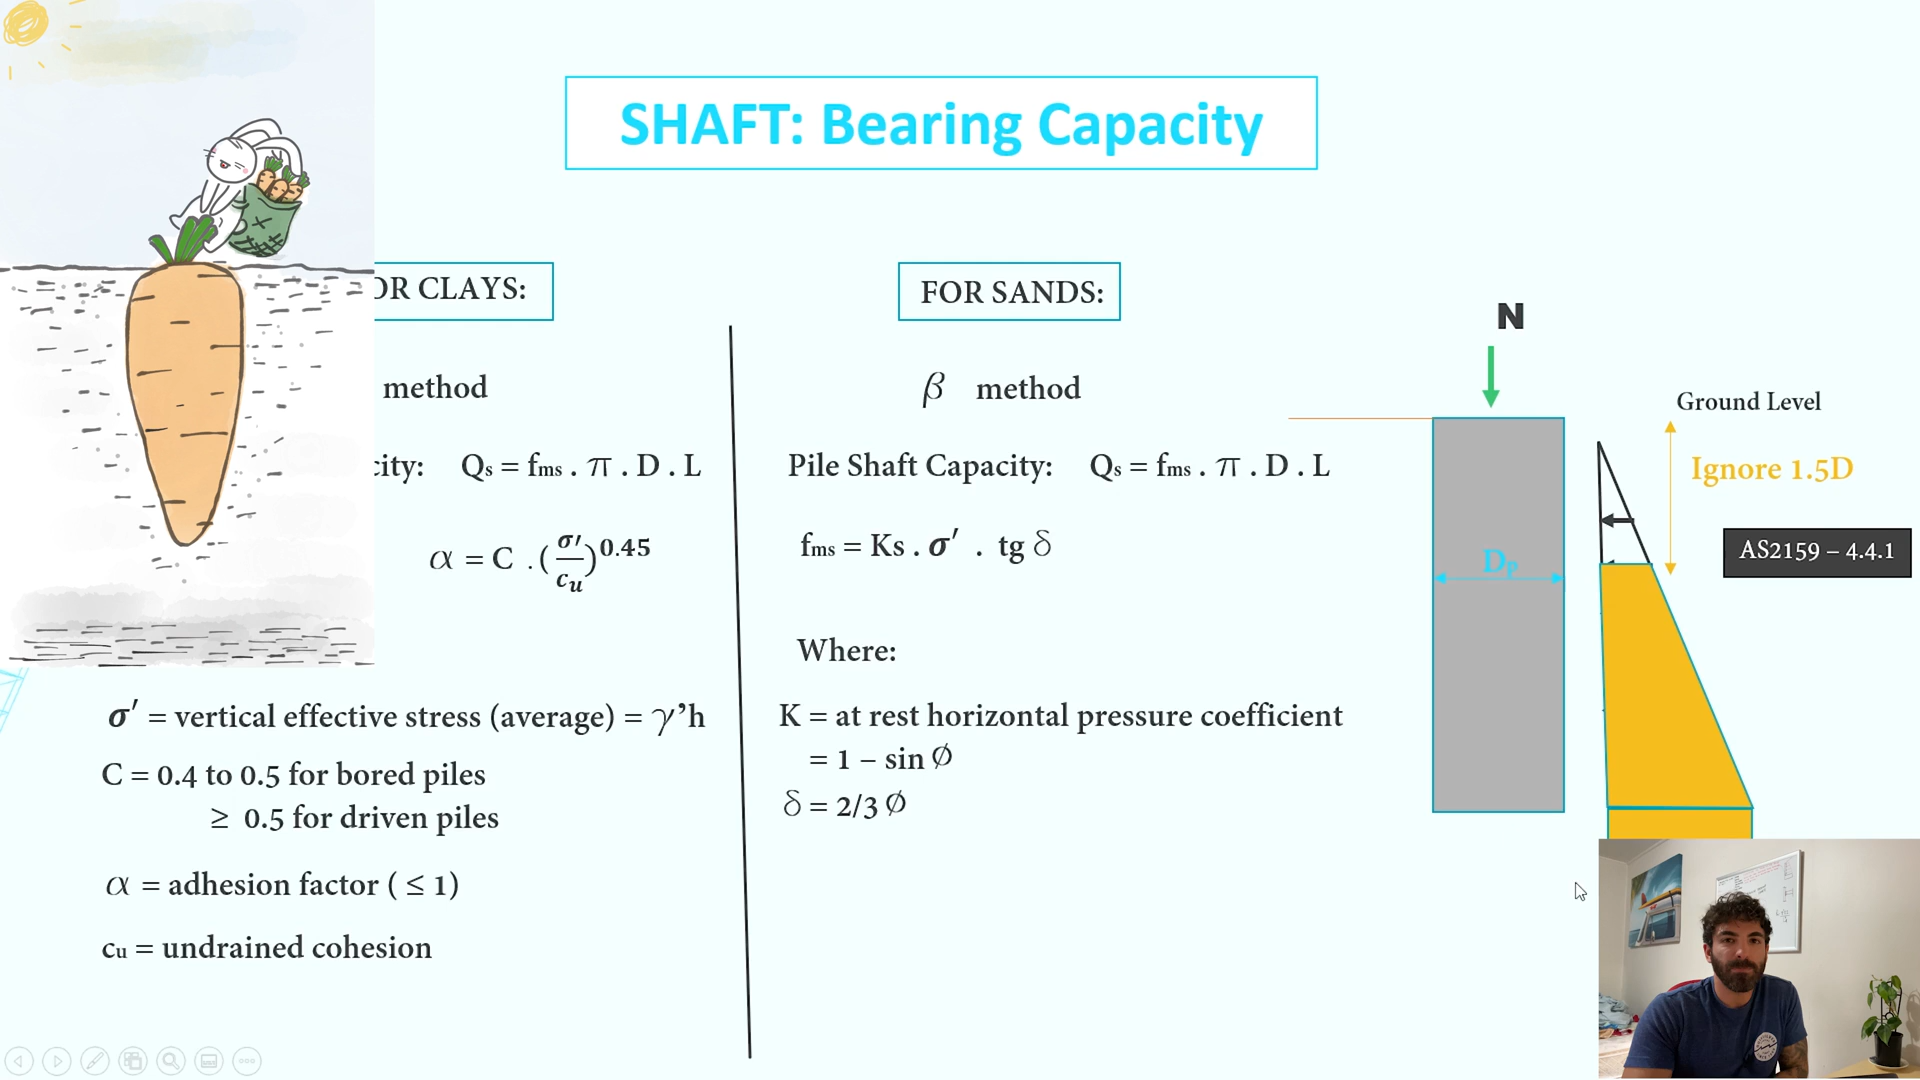 SHAFT: Bearing Capacity
OR CLAYS:
method
city: Qs = fms . π . D . L
α = C . (σ′/cu)^0.45
σ′ = vertical effective stress (average) = γ’h
C = 0.4 to 0.5 for bored piles
≥ 0.5 for driven piles
α = adhesion factor ( ≤ 1)
cu = undrained cohesion
FOR SANDS:
β method
Pile Shaft Capacity: Qs = fms . π . D . L
fms = Ks . σ′ . tg δ
Where:
K = at rest horizontal pressure coefficient
= 1 – sin Ø
δ = 2/3 Ø
N
Ground Level
Ignore 1.5D
AS2159 – 4.4.1
Dp